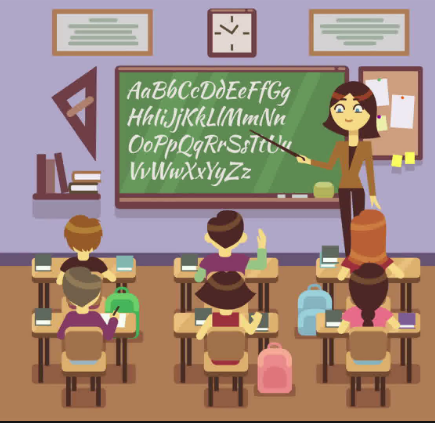 AaBbCcDdEeFfGg
HhIiJjKkLlMmNn
OoPpQqRrSsTtUu
VvWwXxYyZz